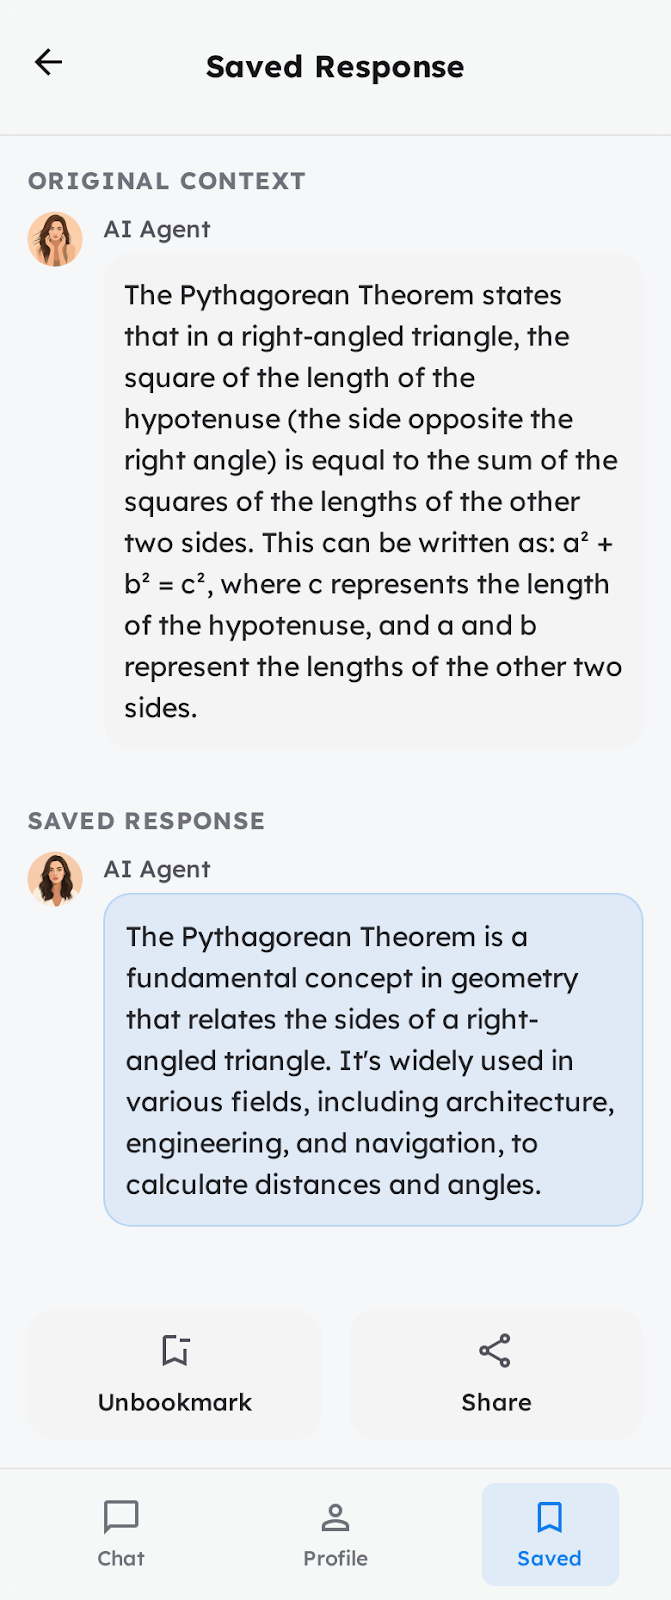 Saved Response
ORIGINAL CONTEXT
AI Agent
The Pythagorean Theorem states
that in a right-angled triangle, the
square of the length of the
hypotenuse (the side opposite the
right angle) is equal to the sum of the
squares of the lengths of the other
two sides. This can be written as: a² +
b² = c², where c represents the length
of the hypotenuse, and a and b
represent the lengths of the other two
sides.
SAVED RESPONSE
AI Agent
The Pythagorean Theorem is a
fundamental concept in geometry
that relates the sides of a right-
angled triangle. It's widely used in
various fields, including architecture,
engineering, and navigation, to
calculate distances and angles.
Unbookmark
Share
Chat
Profile
Saved